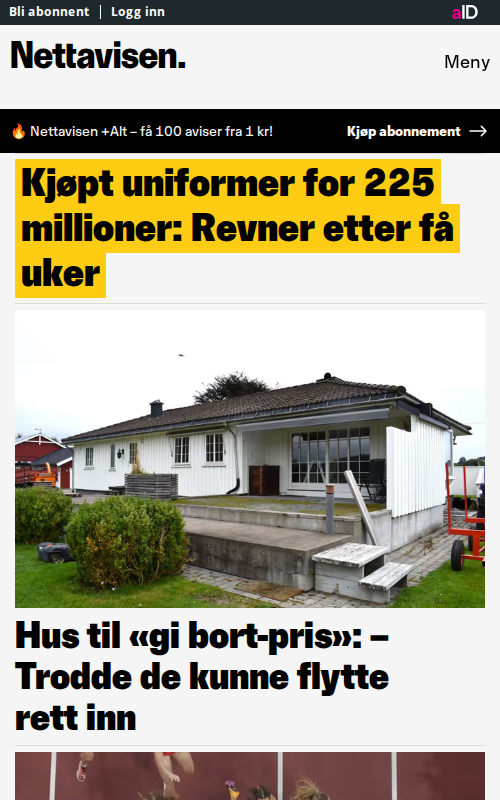 Bli abonnent | Logg inn
aID
Nettavisen.
Meny
🔥 Nettavisen +Alt – få 100 aviser fra 1 kr!
Kjøp abonnement →
Kjøpt uniformer for 225
millioner: Revner etter få
uker
Hus til «gi bort-pris»: –
Trodde de kunne flytte
rett inn